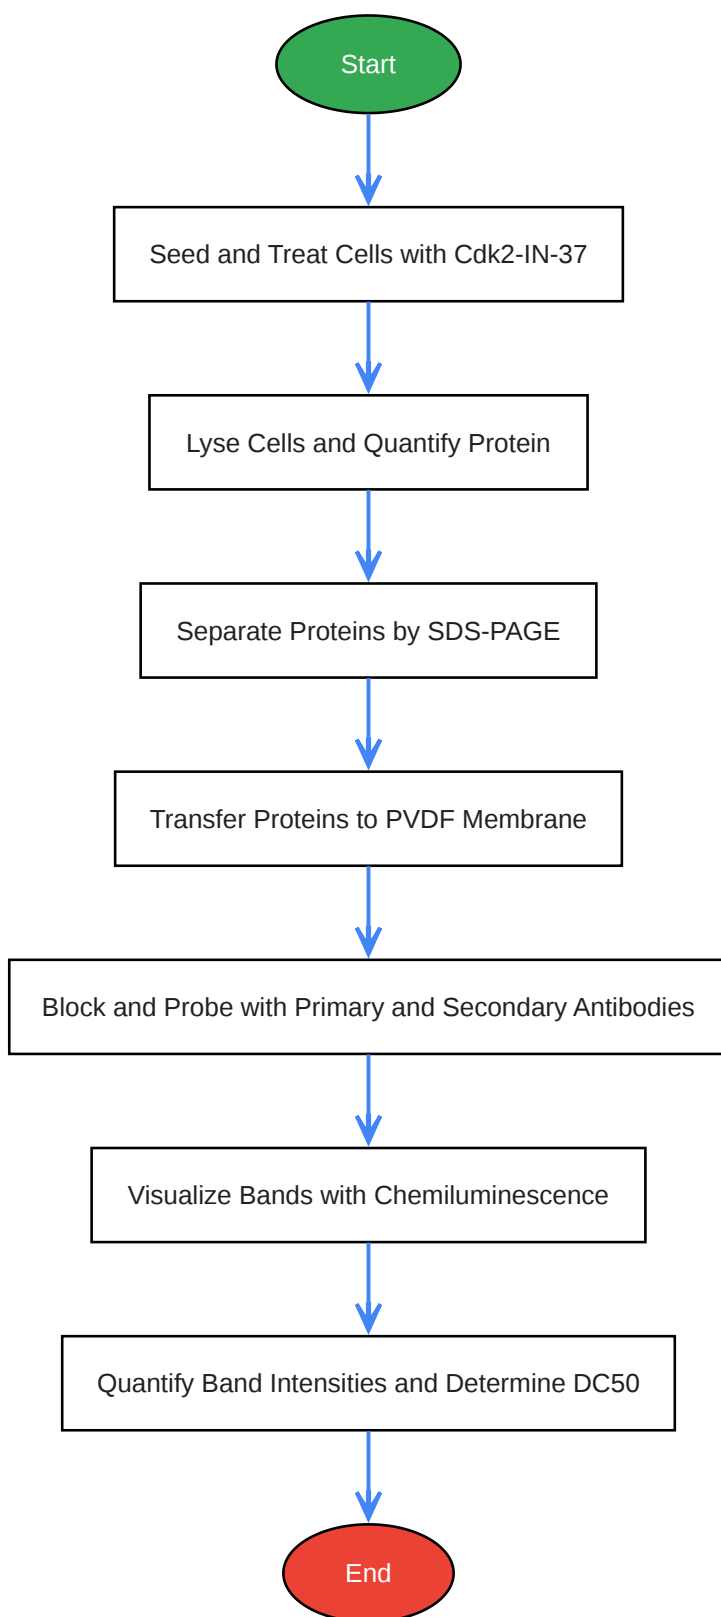 Start
Seed and Treat Cells with Cdk2-IN-37
Lyse Cells and Quantify Protein
Separate Proteins by SDS-PAGE
Transfer Proteins to PVDF Membrane
Block and Probe with Primary and Secondary Antibodies
Visualize Bands with Chemiluminescence
Quantify Band Intensities and Determine DC50
End